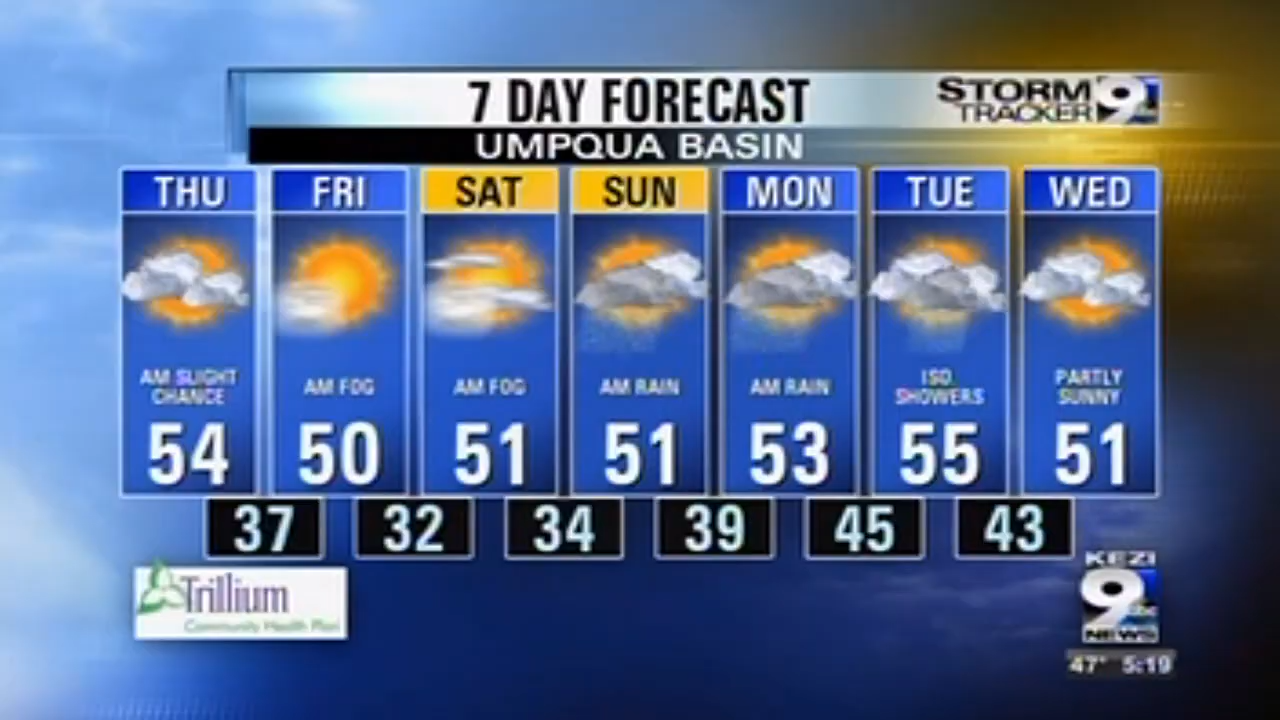 7 DAY FORECAST
STORM
TRACKER 9
UMPQUA BASIN
THU FRI SAT SUN MON TUE WED
AM SLIGHT
CHANCE
AM FOG
AM FOG
AM RAIN
AM RAIN
ISO.
SHOWERS
PARTLY
SUNNY
54 50 51 51 53 55 51
37 32 34 39 45 43
Trillium
Community Health Plan
KEZI
9
NEWS
47° 5:19